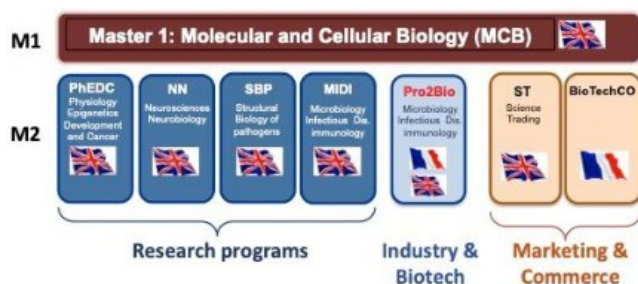 M1
Master 1: Molecular and Cellular Biology (MCB)
M2
PhEDC
Physiology
Epigenetics
Development
and Cancer
NN
Neurosciences
Neurobiology
SBP
Structural
Biology of
pathogens
MIDI
Microbiology
Infectious Dis.
immunology
Pro2Bio
Microbiology
Infectious Dis.
immunology
ST
Science
Trading
BioTechCO
Research programs
Industry &
Biotech
Marketing &
Commerce